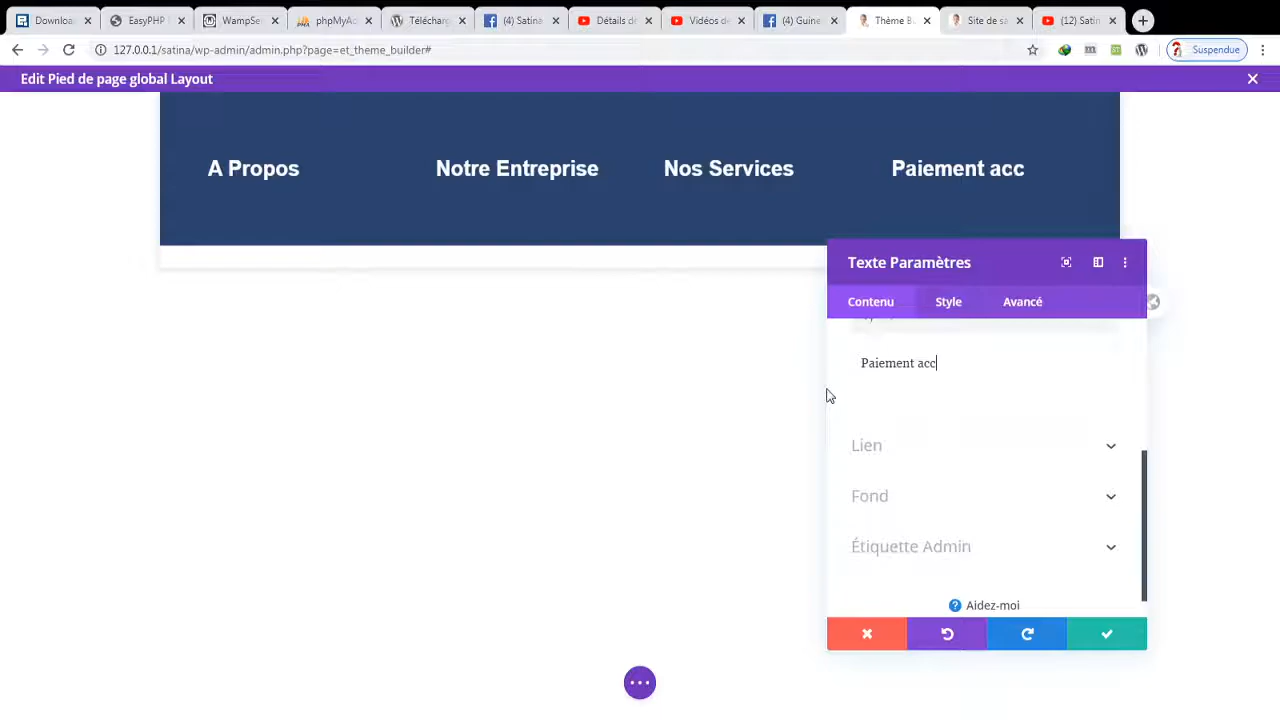 Downloa
EasyPHP
WampSe
phpMyAd
Télécharg
(4) Satina
Détails de
Vidéos de
(4) Guine
Thème Bu
Site de sa
(12) Satin
127.0.0.1/satina/wp-admin/admin.php?page=et_theme_builder#
Suspendue
Edit Pied de page global Layout
A Propos
Notre Entreprise
Nos Services
Paiement acc
Texte Paramètres
Contenu
Style
Avancé
Paiement acc
Lien
Fond
Étiquette Admin
Aidez-moi